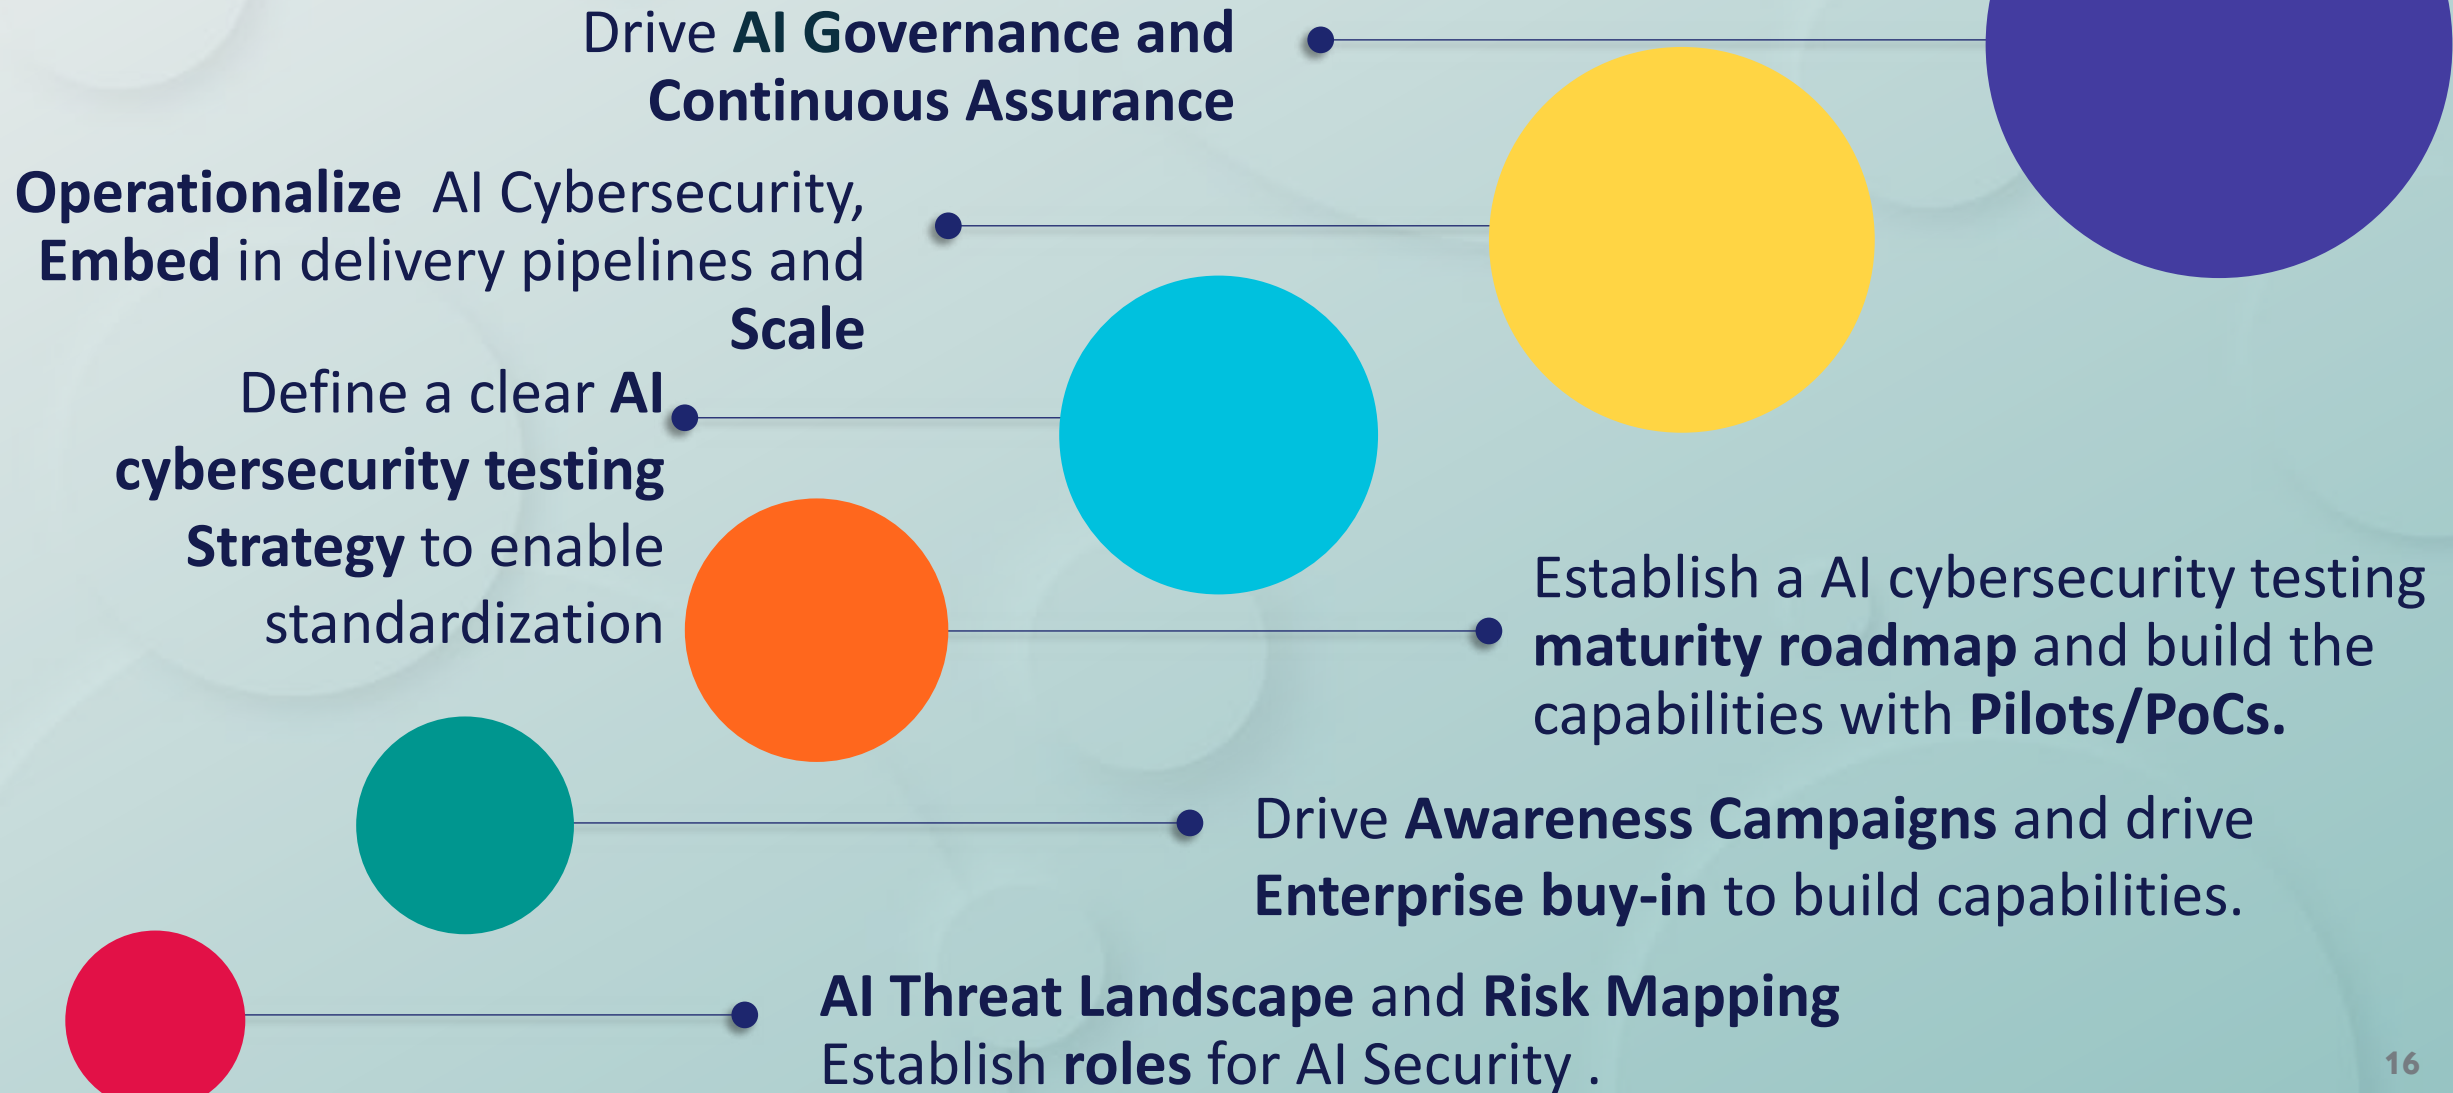 Drive AI Governance and
Continuous Assurance
Operationalize  AI Cybersecurity,
Embed in delivery pipelines and
Scale
Define a clear AI
cybersecurity testing
Strategy to enable
standardization
Establish a AI cybersecurity testing
maturity roadmap and build the
capabilities with Pilots/PoCs.
Drive Awareness Campaigns and drive
Enterprise buy-in to build capabilities.
AI Threat Landscape and Risk Mapping
Establish roles for AI Security .
16